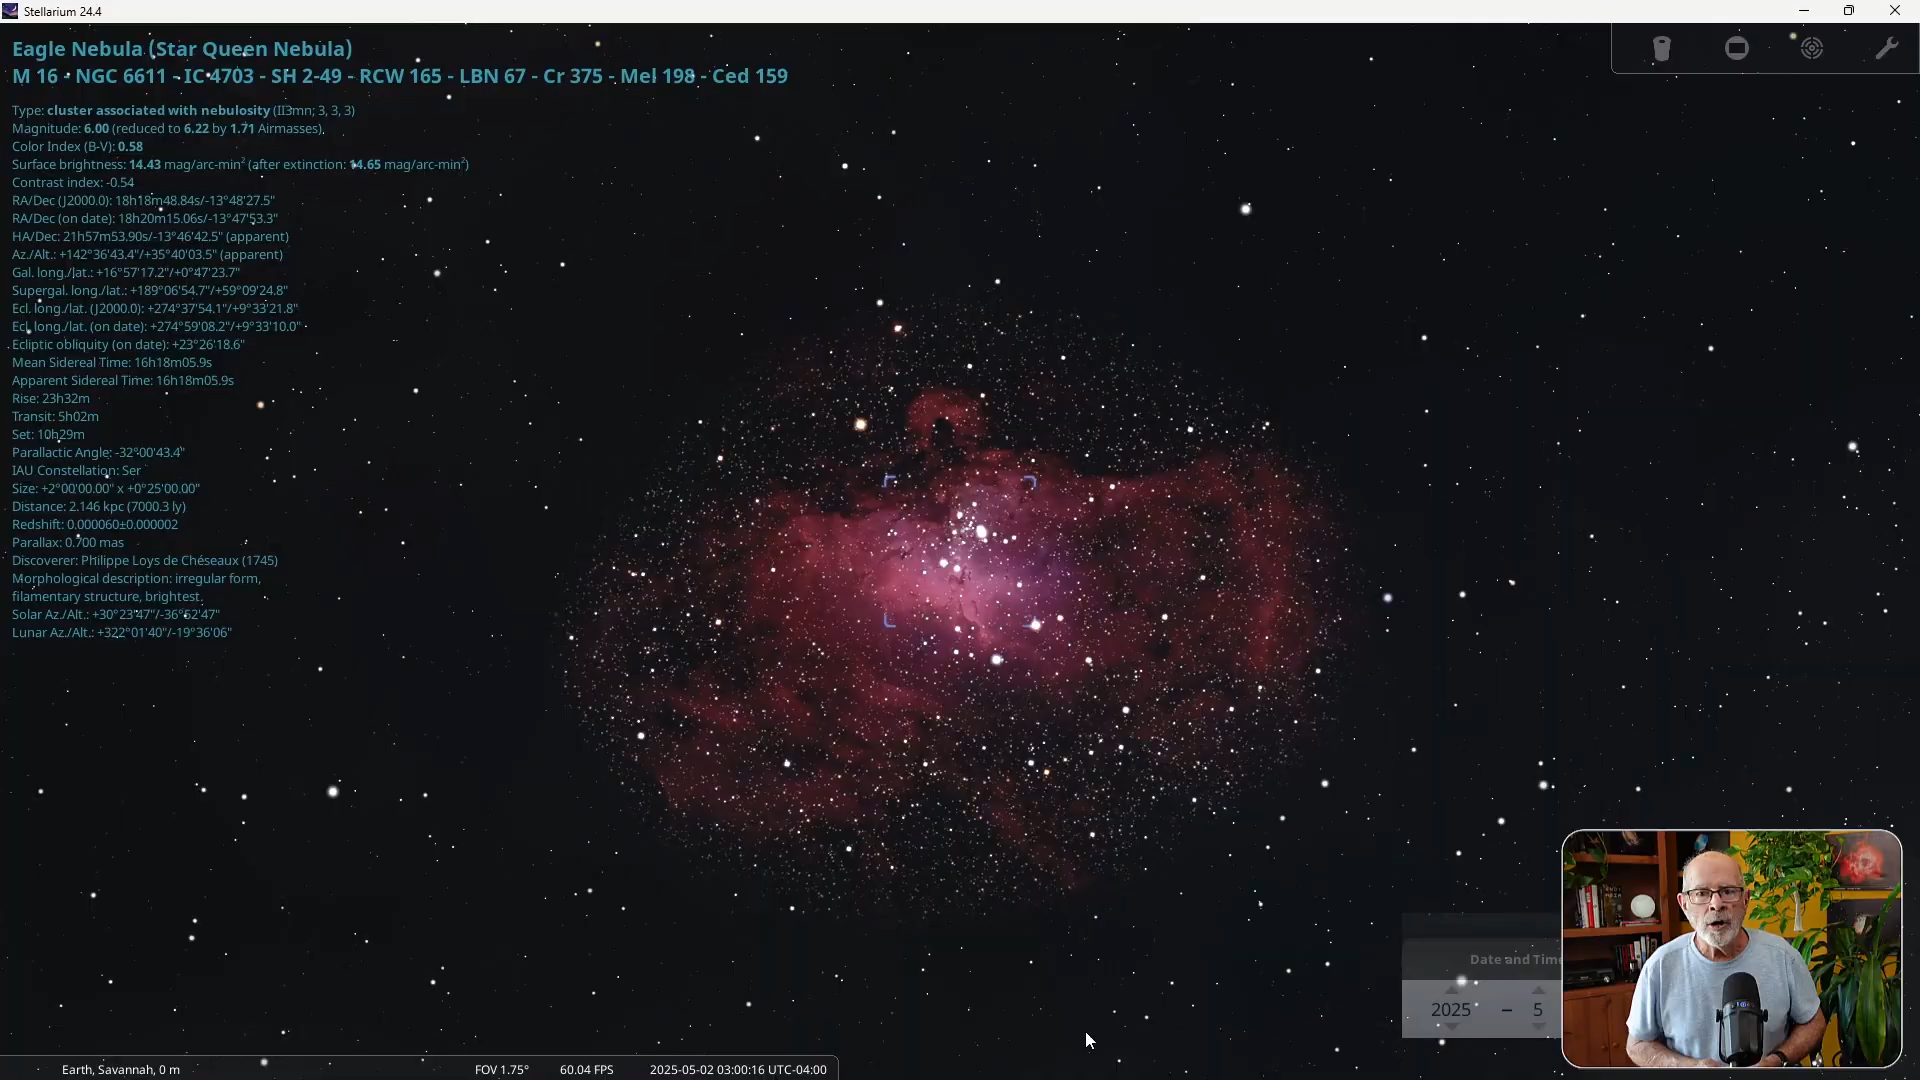 Stellarium 24.4
Eagle Nebula (Star Queen Nebula)
M 16 - NGC 6611 - IC 4703 - SH 2-49 - RCW 165 - LBN 67 - Cr 375 - Mel 198 - Ced 159
Type: cluster associated with nebulosity (II3mn; 3, 3, 3)
Magnitude: 6.00 (reduced to 6.22 by 1.71 Airmasses)
Color Index (B-V): 0.58
Surface brightness: 14.43 mag/arc-min² (after extinction: 14.65 mag/arc-min²)
Contrast index: -0.54
RA/Dec (J2000.0): 18h18m48.84s/-13°48'27.5"
RA/Dec (on date): 18h20m15.06s/-13°47'53.3"
HA/Dec: 21h57m53.90s/-13°46'42.5" (apparent)
Az./Alt.: +142°36'43.4"/+35°40'03.5" (apparent)
Gal. long./lat.: +16°57'17.2"/+0°47'23.7"
Supergal. long./lat.: +189°06'54.7"/+59°09'24.8"
Ecl. long./lat. (J2000.0): +274°37'54.1"/+9°33'21.8"
Ecl. long./lat. (on date): +274°59'08.2"/+9°33'10.0"
Ecliptic obliquity (on date): +23°26'18.6"
Mean Sidereal Time: 16h18m05.9s
Apparent Sidereal Time: 16h18m05.9s
Rise: 23h32m
Transit: 5h02m
Set: 10h29m
Parallactic Angle: -32°00'43.4"
IAU Constellation: Ser
Size: +2°00'00.00" x +0°25'00.00"
Distance: 2.146 kpc (7000.3 ly)
Redshift: 0.000060±0.000002
Parallax: 0.700 mas
Discoverer: Philippe Loys de Chéseaux (1745)
Morphological description: irregular form,
filamentary structure, brightest.
Solar Az./Alt.: +30°23'47"/-36°52'47"
Lunar Az./Alt.: +322°01'40"/-19°36'06"
Date and Time
2025 – 5
Earth, Savannah, 0 m
FOV 1.75°
60.04 FPS
2025-05-02 03:00:16 UTC-04:00